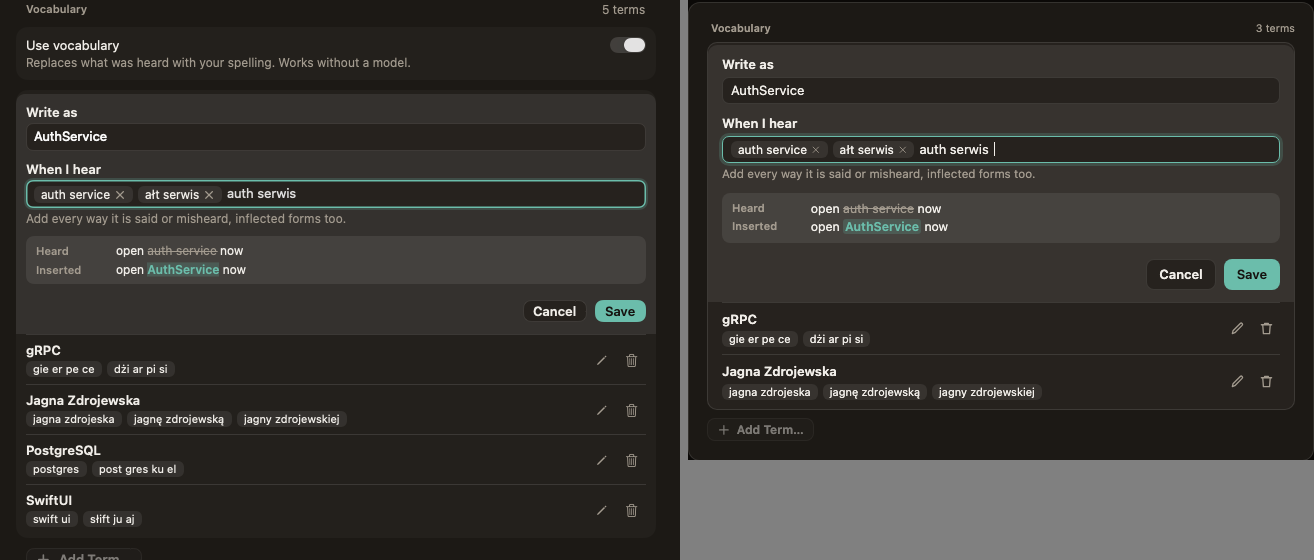 Vocabulary
5 terms
Use vocabulary
Replaces what was heard with your spelling. Works without a model.
Write as
AuthService
When I hear
auth service × ałt serwis × auth serwis
Add every way it is said or misheard, inflected forms too.
Heard open auth service now
Inserted open AuthService now
Cancel Save
gRPC
gie er pe ce dżi ar pi si
Jagna Zdrojewska
jagna zdrojeska jagnę zdrojewską jagny zdrojewskiej
PostgreSQL
postgres post gres ku el
SwiftUI
swift ui słift ju aj
+ Add Term...
Vocabulary
3 terms
Write as
AuthService
When I hear
auth service × ałt serwis × auth serwis
Add every way it is said or misheard, inflected forms too.
Heard open auth service now
Inserted open AuthService now
Cancel Save
gRPC
gie er pe ce dżi ar pi si
Jagna Zdrojewska
jagna zdrojeska jagnę zdrojewską jagny zdrojewskiej
+ Add Term...